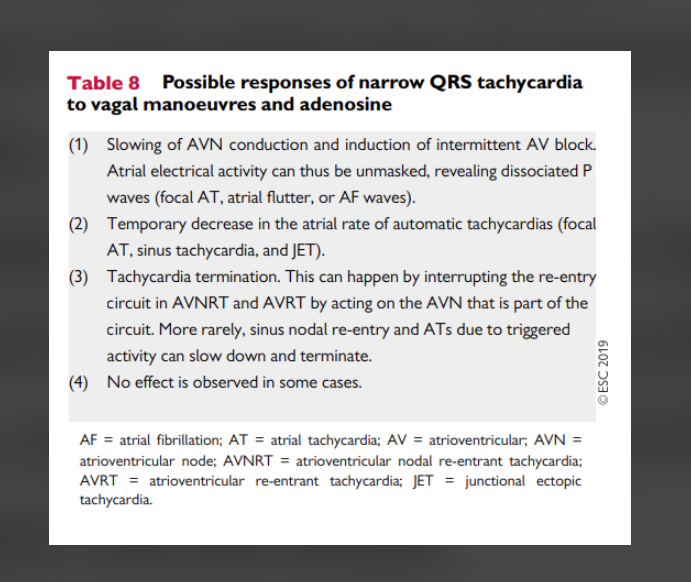 Table 8 Possible responses of narrow QRS tachycardia
to vagal manoeuvres and adenosine
(1) Slowing of AVN conduction and induction of intermittent AV block.
Atrial electrical activity can thus be unmasked, revealing dissociated P
waves (focal AT, atrial flutter, or AF waves).
(2) Temporary decrease in the atrial rate of automatic tachycardias (focal
AT, sinus tachycardia, and JET).
(3) Tachycardia termination. This can happen by interrupting the re-entry
circuit in AVNRT and AVRT by acting on the AVN that is part of the
circuit. More rarely, sinus nodal re-entry and ATs due to triggered
activity can slow down and terminate.
(4) No effect is observed in some cases.
© ESC 2019
AF = atrial fibrillation; AT = atrial tachycardia; AV = atrioventricular; AVN =
atrioventricular node; AVNRT = atrioventricular nodal re-entrant tachycardia;
AVRT = atrioventricular re-entrant tachycardia; JET = junctional ectopic
tachycardia.